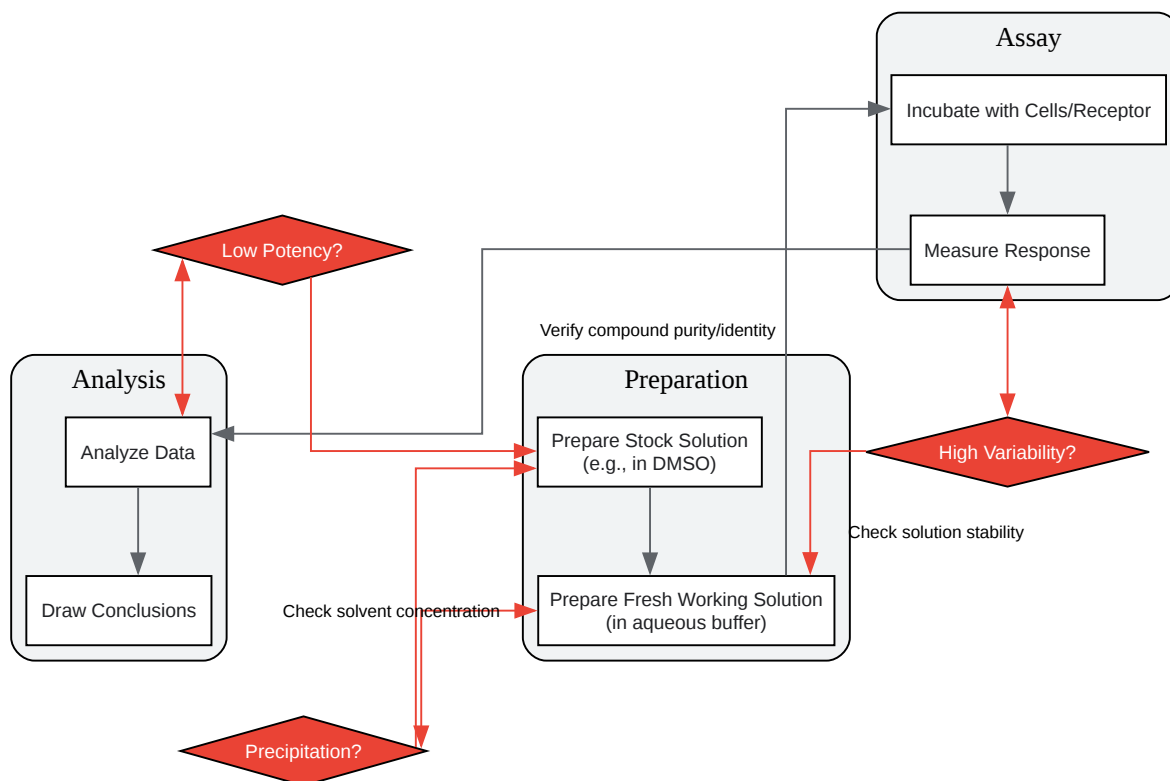 Assay
Incubate with Cells/Receptor
Low Potency?
Measure Response
Verify compound purity/identity
Analysis
Preparation
Analyze Data
Prepare Stock Solution
(e.g., in DMSO)
High Variability?
Check solution stability
Draw Conclusions
Check solvent concentration
Prepare Fresh Working Solution
(in aqueous buffer)
Precipitation?